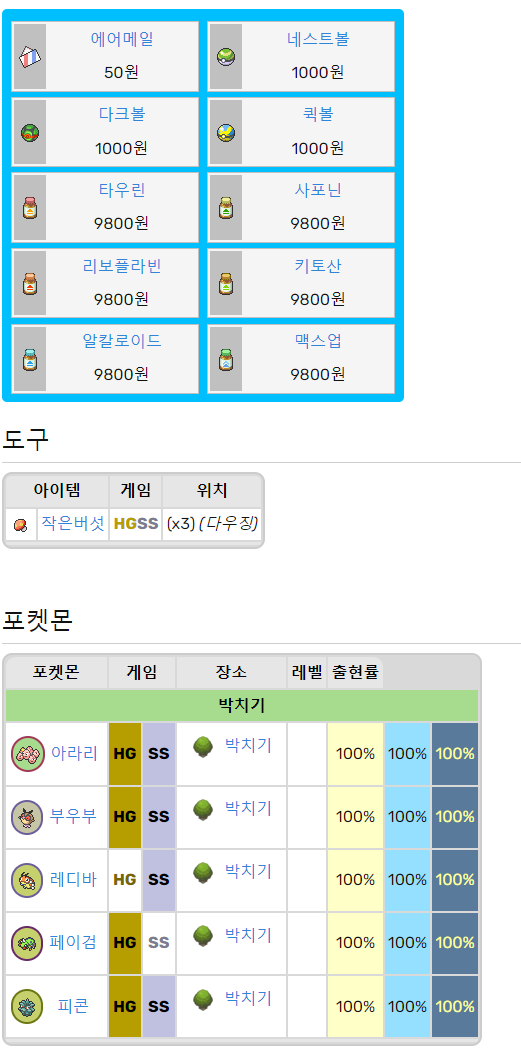 에어메일 네스트볼
50원 1000원
다크볼 퀵볼
1000원 1000원
타우린 사포닌
9800원 9800원
리보플라빈 키토산
9800원 9800원
알칼로이드 맥스업
9800원 9800원
도구
아이템 게임 위치
작은버섯 HGSS (x3) (다우징)
포켓몬
포켓몬 게임 장소 레벨 출현률
박치기
아라리 HG SS 박치기 100% 100% 100%
부우부 HG SS 박치기 100% 100% 100%
레디바 HG SS 박치기 100% 100% 100%
페이검 HG SS 박치기 100% 100% 100%
피콘 HG SS 박치기 100% 100% 100%